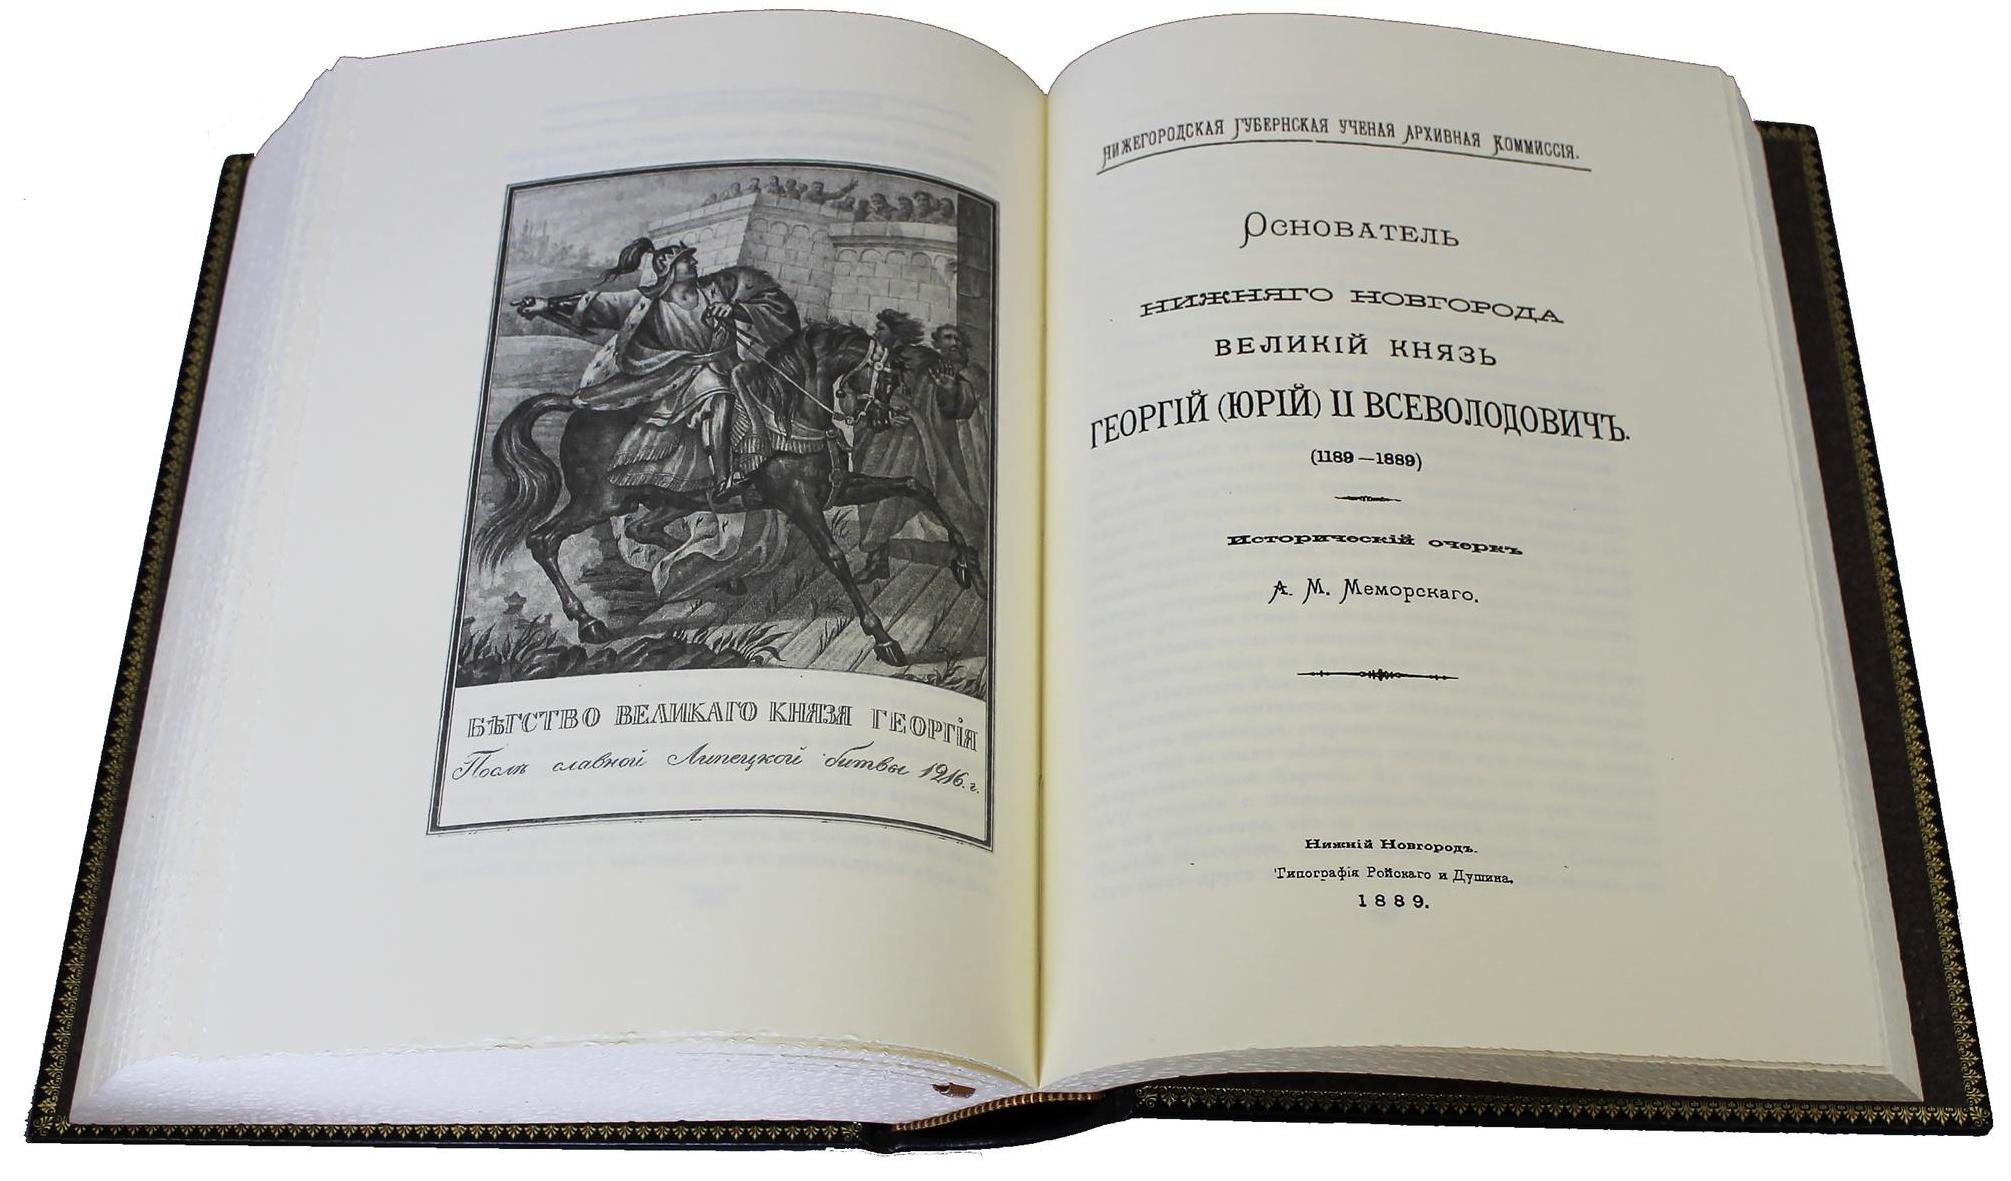 БѢГСТВО ВЕЛИКАГО КНЯЗЯ ГЕОРГІЯ
Послѣ славной Липецкой битвы 1216. г.
НИЖЕГОРОДСКАЯ ГУБЕРНСКАЯ УЧЕНАЯ АРХИВНАЯ КОММИССІЯ.
ОСНОВАТЕЛЬ
НИЖНЯГО НОВГОРОДА
ВЕЛИКІЙ КНЯЗЬ
ГЕОРГІЙ (ЮРІЙ) II ВСЕВОЛОДОВИЧЪ.
(1189—1889)
Историческій очеркъ
А. М. Меморскаго.
Нижній Новгородъ.
Типографія Ройскаго и Душина,
1889.